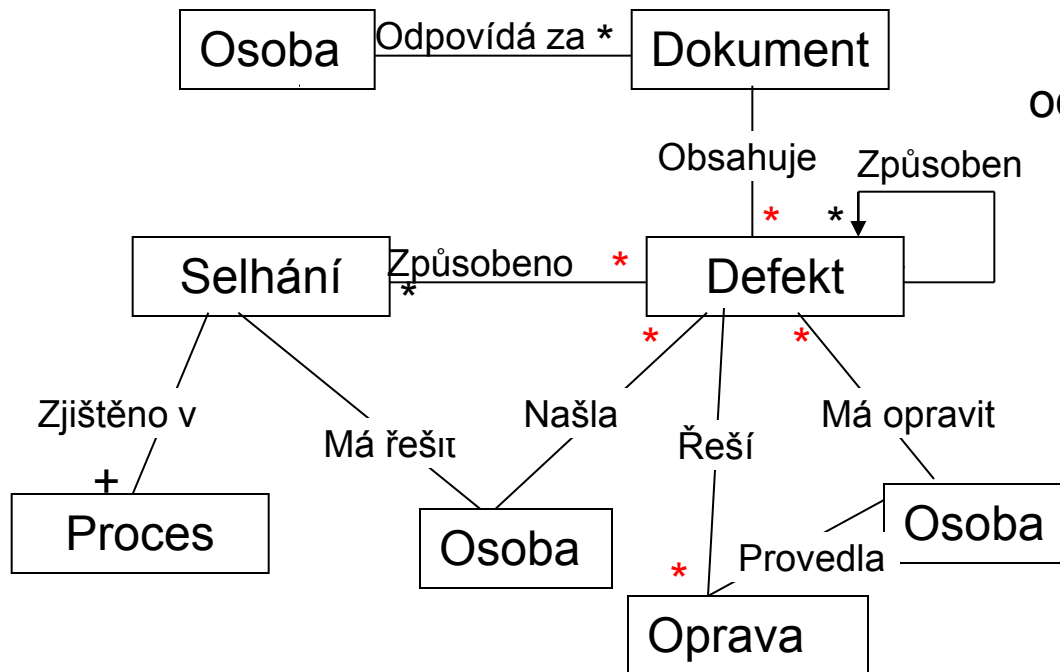 Osoba
Odpovídá za *
Dokument
Obsahuje
Způsoben
* *
Selhání
Způsobeno
*
*
Defekt
* *
Zjištěno v
Má řešit
Našla
Řeší
Má opravit
+
Proces
Osoba
Osoba
Provedla
*
Oprava